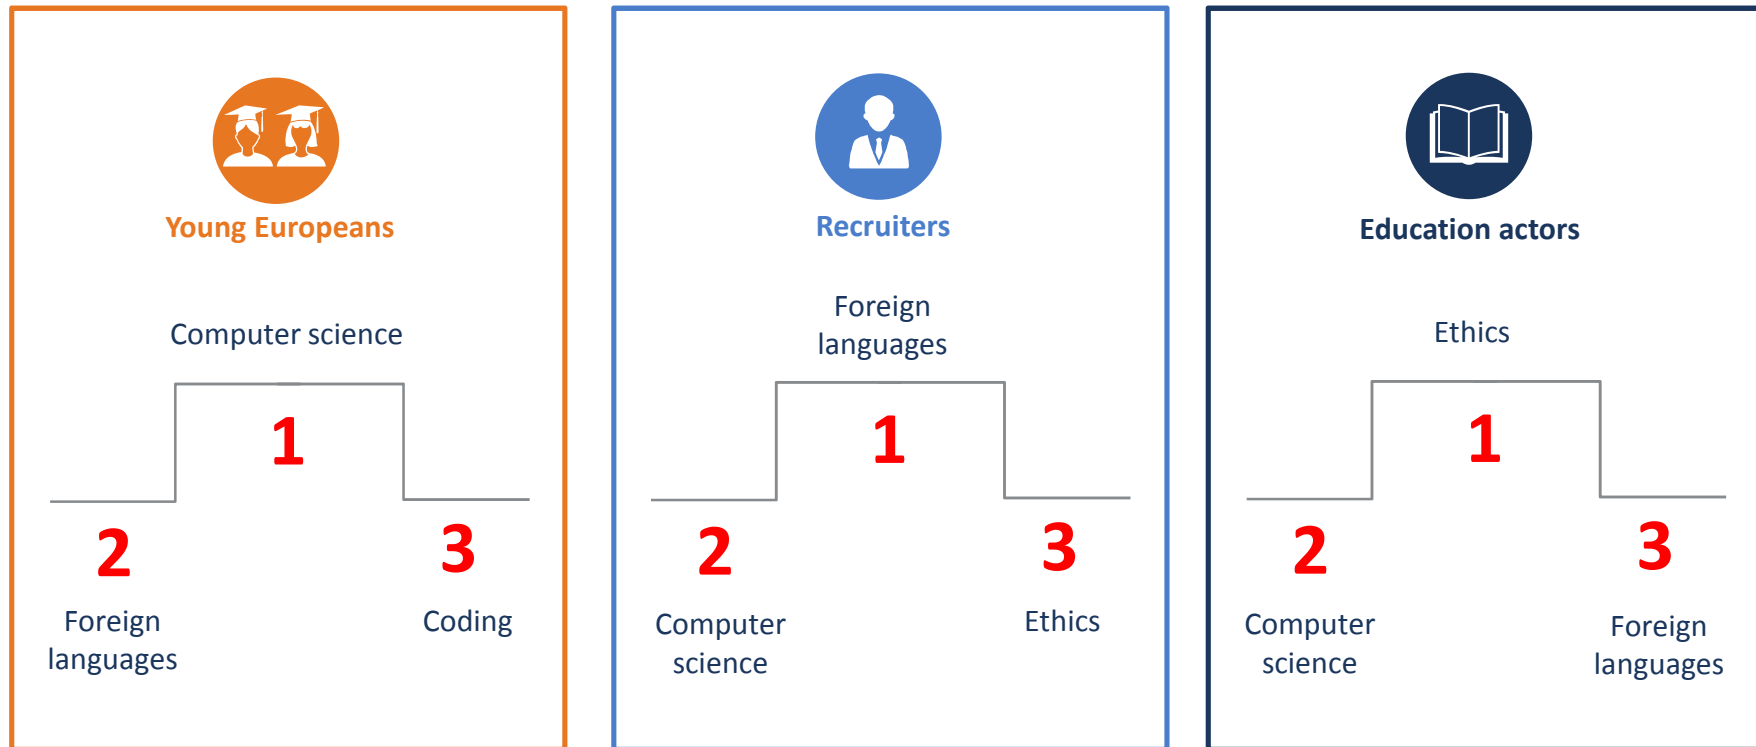 Young Europeans
Computer science
1
2
3
Foreign
languages
Coding
Recruiters
Foreign
languages
1
2
3
Computer
science
Ethics
Education actors
Ethics
1
2
3
Computer
science
Foreign
languages